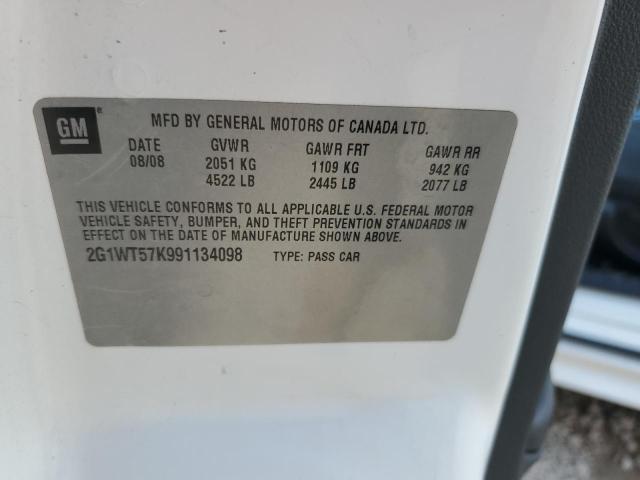 GM ®
MFD BY GENERAL MOTORS OF CANADA LTD.
DATE GVWR GAWR FRT GAWR RR
08/08 2051 KG 1109 KG 942 KG
4522 LB 2445 LB 2077 LB
THIS VEHICLE CONFORMS TO ALL APPLICABLE U.S. FEDERAL MOTOR
VEHICLE SAFETY, BUMPER, AND THEFT PREVENTION STANDARDS IN
EFFECT ON THE DATE OF MANUFACTURE SHOWN ABOVE.
2G1WT57K991134098 TYPE: PASS CAR